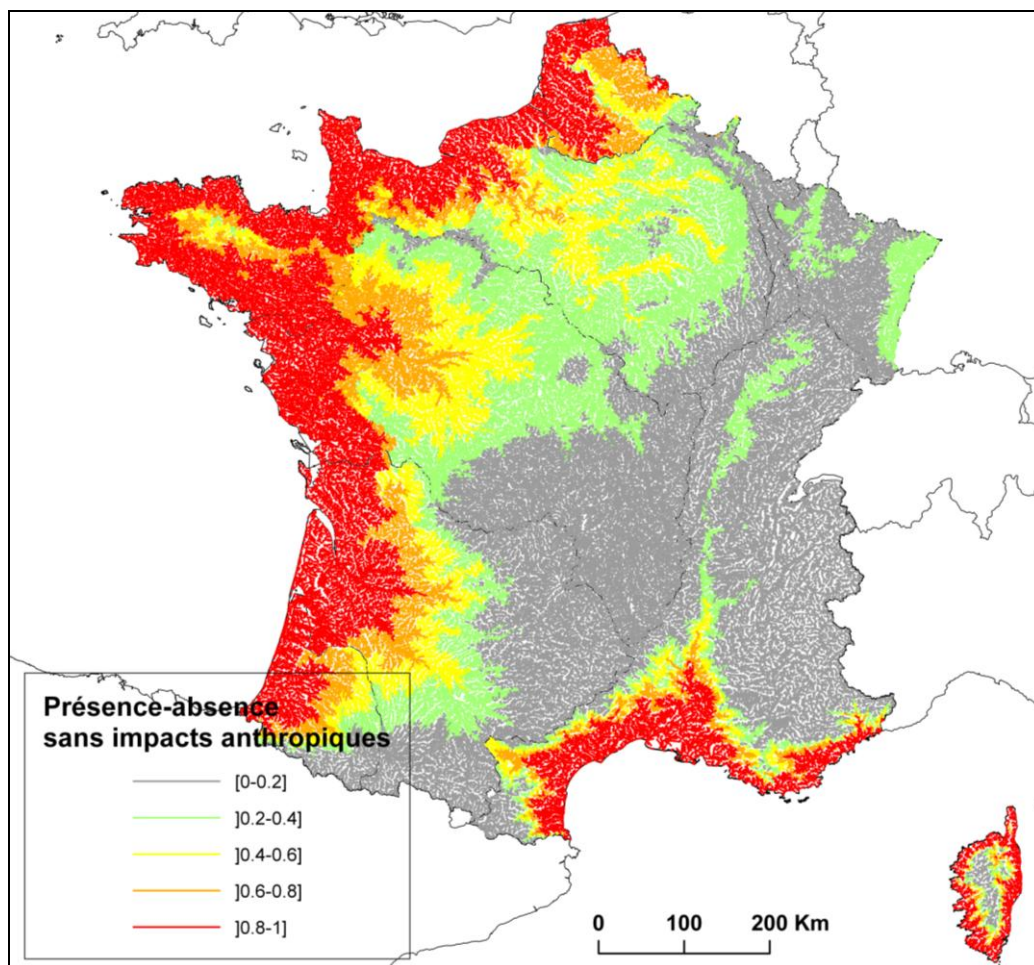 Présence-absence
sans impacts anthropiques
[0-0.2]
]0.2-0.4]
]0.4-0.6]
]0.6-0.8]
]0.8-1]
0 100 200 Km